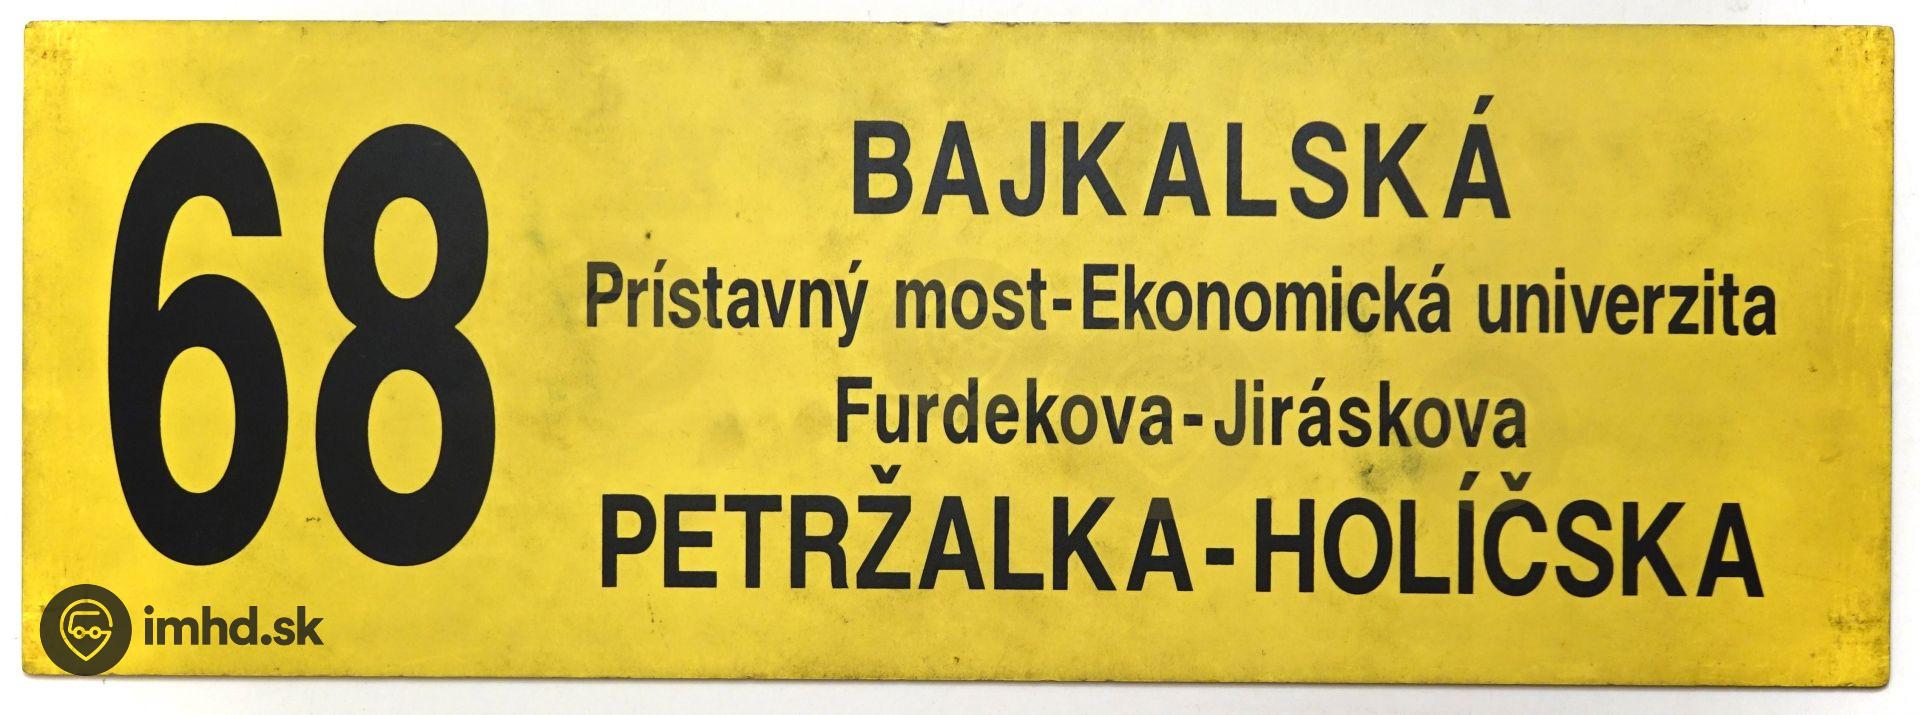 68
BAJKALSKÁ
Prístavný most-Ekonomická univerzita
Furdekova-Jiráskova
PETRŽALKA-HOLÍČSKA
imhd.sk